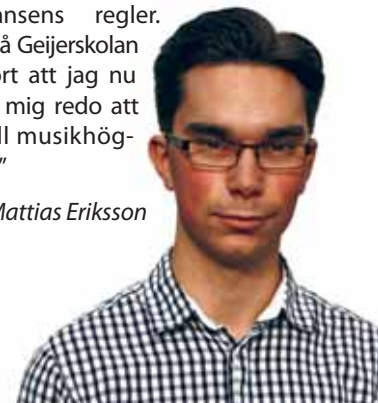 ansens regler.
å Geijerskolan
ort att jag nu
mig redo att
ll musikhög-
"
Mattias Eriksson